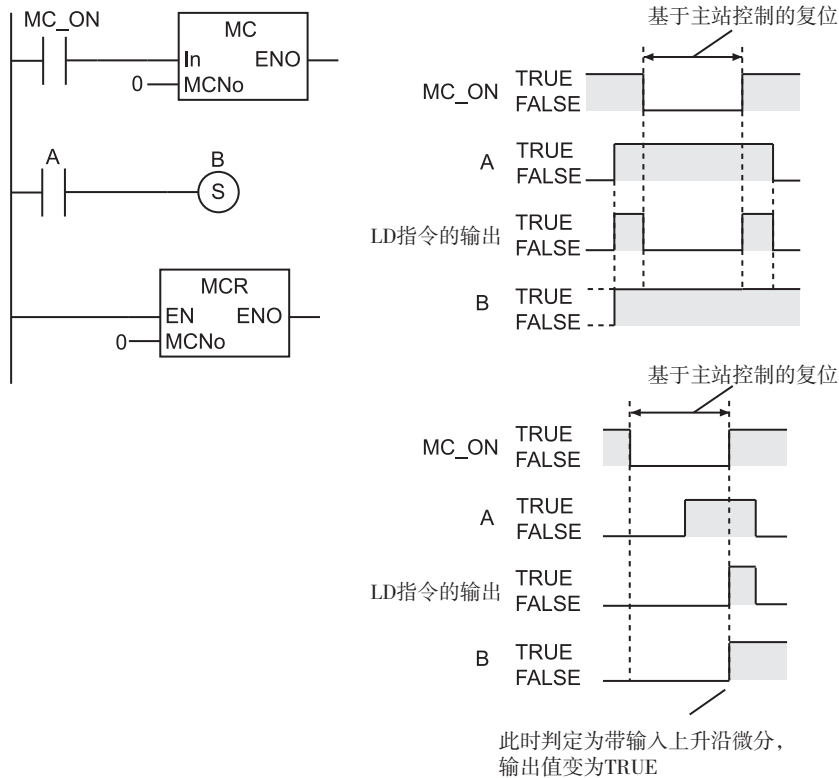 MC_ON
MC
In ENO
0 MCNo
A
B
S
MCR
EN ENO
0 MCNo
基于主站控制的复位
MC_ON TRUE
FALSE
A TRUE
FALSE
LD指令的输出 TRUE
FALSE
B TRUE
FALSE
基于主站控制的复位
MC_ON TRUE
FALSE
A TRUE
FALSE
LD指令的输出 TRUE
FALSE
B TRUE
FALSE
此时判定为带输入上升沿微分，
输出值变为TRUE